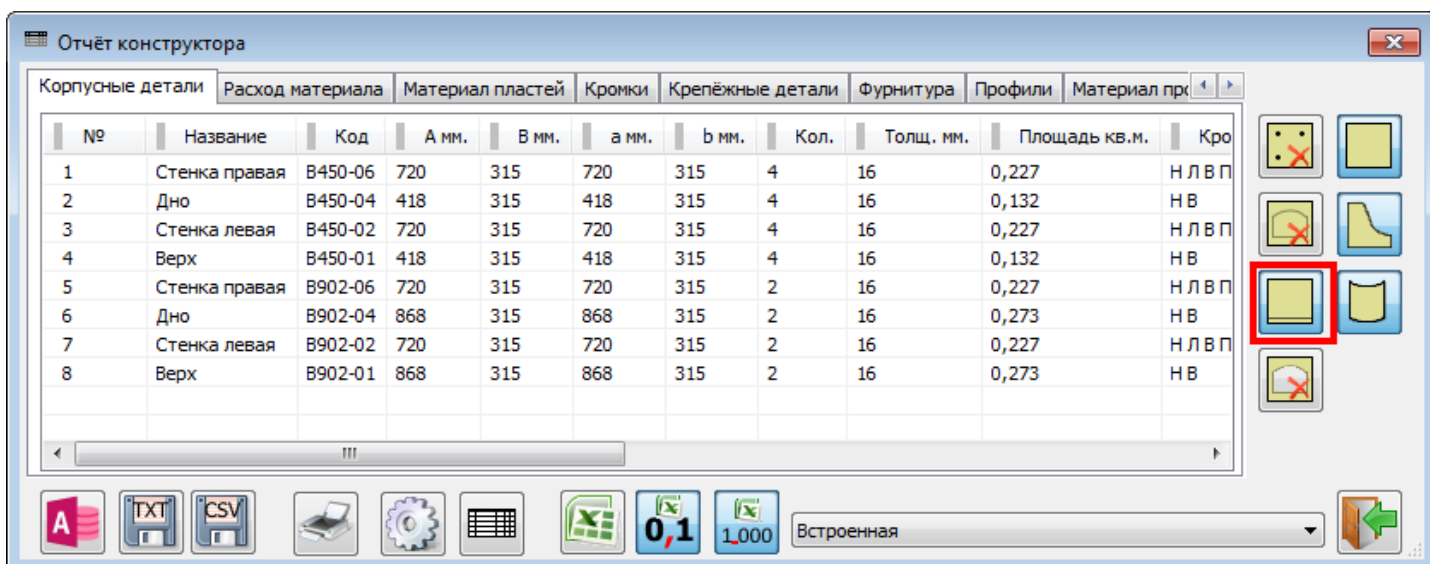 Отчёт конструктора
Корпусные детали Расход материала Материал пластей Кромки Крепёжные детали Фурнитура Профили Материал про
№ Название Код A мм. B мм. a мм. b мм. Кол. Толщ. мм. Площадь кв.м. Кро
1 Стенка правая B450-06 720 315 720 315 4 16 0,227 Н Л В П
2 Дно B450-04 418 315 418 315 4 16 0,132 Н В
3 Стенка левая B450-02 720 315 720 315 4 16 0,227 Н Л В П
4 Верх B450-01 418 315 418 315 4 16 0,132 Н В
5 Стенка правая B902-06 720 315 720 315 2 16 0,227 Н Л В П
6 Дно B902-04 868 315 868 315 2 16 0,273 Н В
7 Стенка левая B902-02 720 315 720 315 2 16 0,227 Н Л В П
8 Верх B902-01 868 315 868 315 2 16 0,273 Н В
A TXT CSV 0,1 1_000 Встроенная